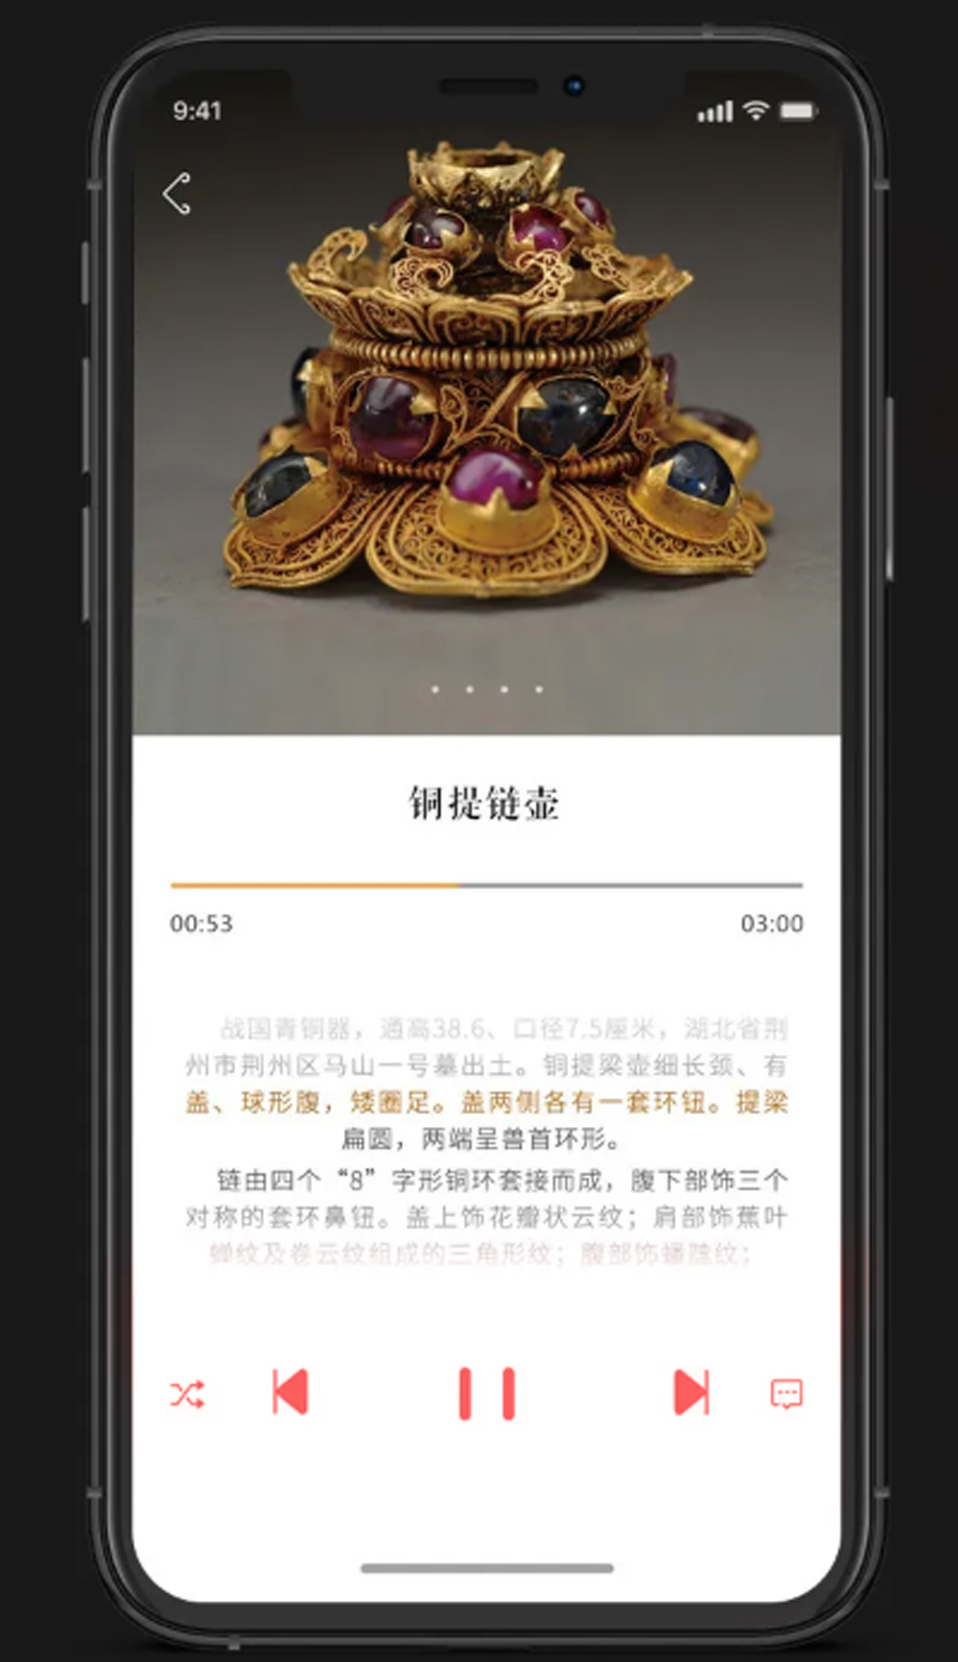 9:41
铜提链壶
00:53
03:00
战国青铜器，通高38.6、口径7.5厘米，湖北省荆
州市荆州区马山一号墓出土。铜提梁壶细长颈、有
盖、球形腹，矮圈足。盖两侧各有一套环钮。提梁
扁圆，两端呈兽首环形。
链由四个“8”字形铜环套接而成，腹下部饰三个
对称的套环鼻钮。盖上饰花瓣状云纹；肩部饰蕉叶
蝉纹及卷云纹组成的三角形纹；腹部饰蟠虺纹；